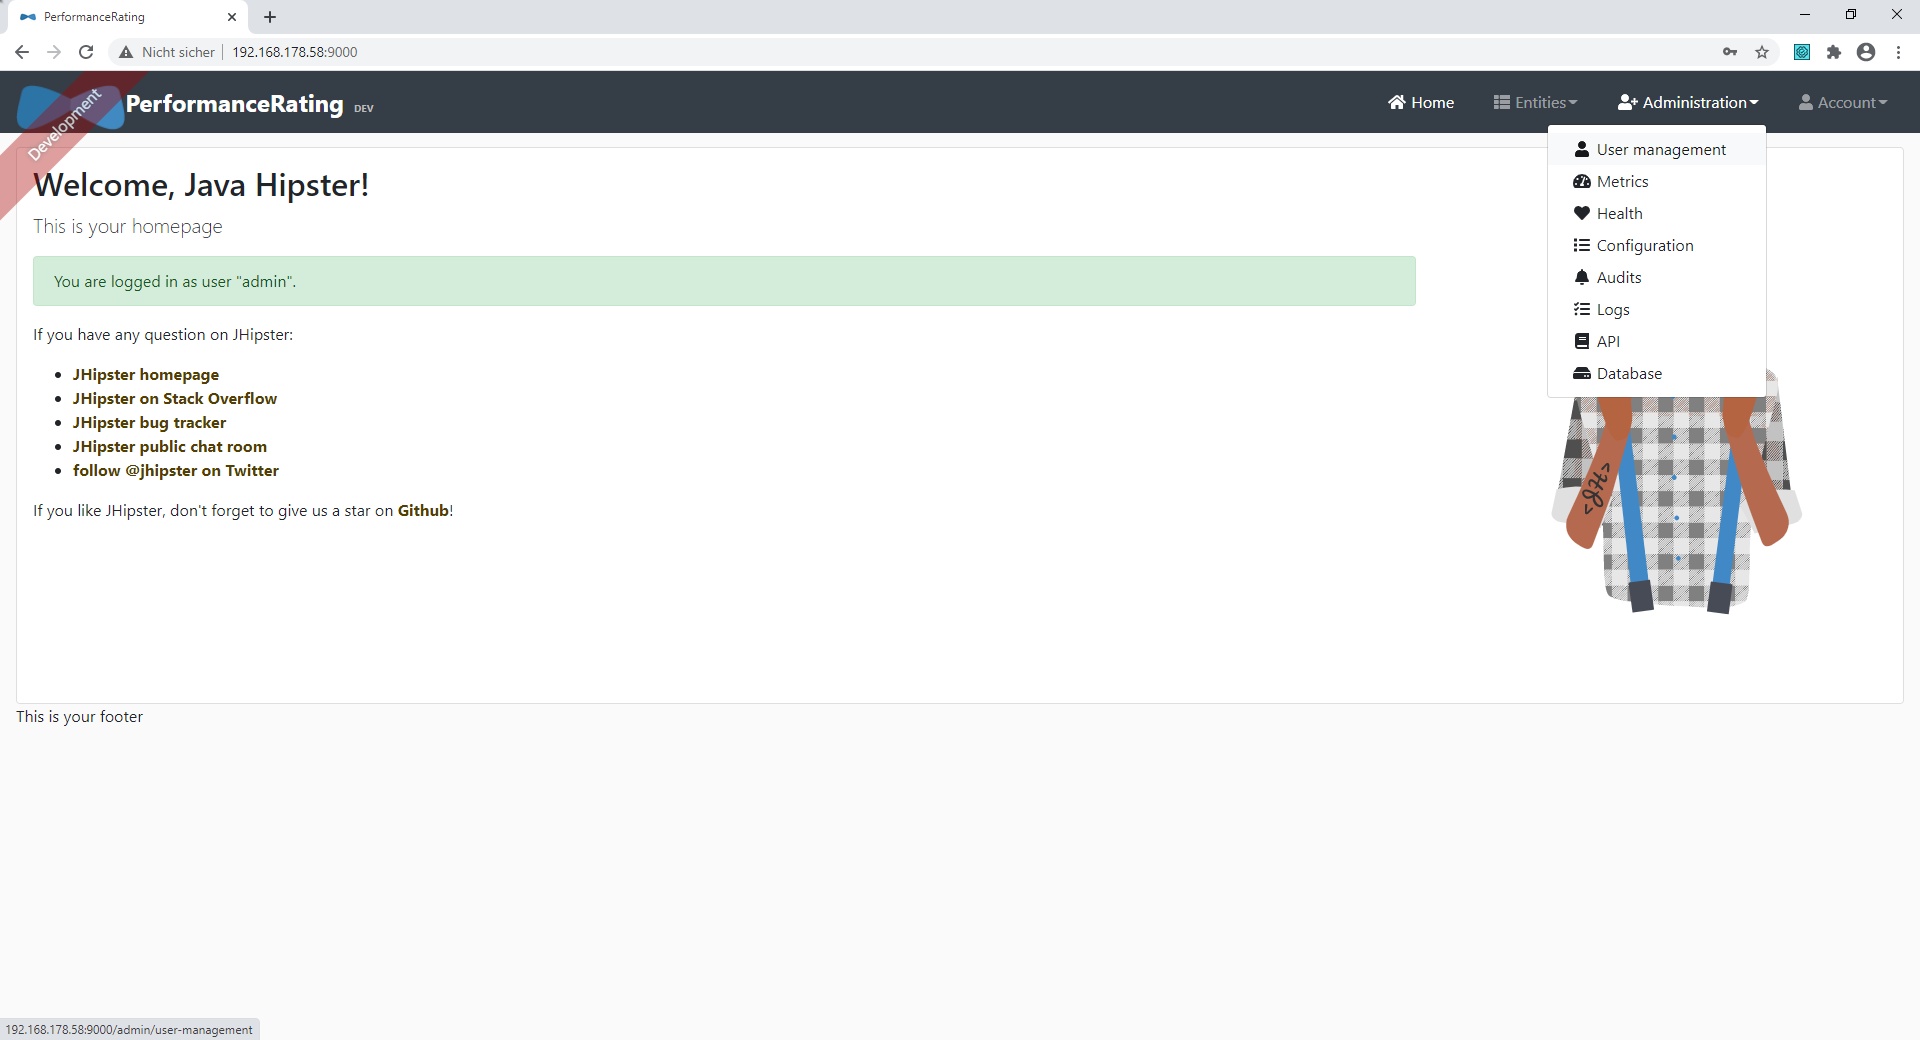 PerformanceRating
Nicht sicher 192.168.178.58:9000
Development
PerformanceRating DEV
Home Entities Administration Account
User management
Metrics
Health
Configuration
Audits
Logs
API
Database
Welcome, Java Hipster!
This is your homepage
You are logged in as user "admin".
If you have any question on JHipster:
JHipster homepage
JHipster on Stack Overflow
JHipster bug tracker
JHipster public chat room
follow @jhipster on Twitter
If you like JHipster, don't forget to give us a star on Github!
<JHI>
This is your footer
192.168.178.58:9000/admin/user-management